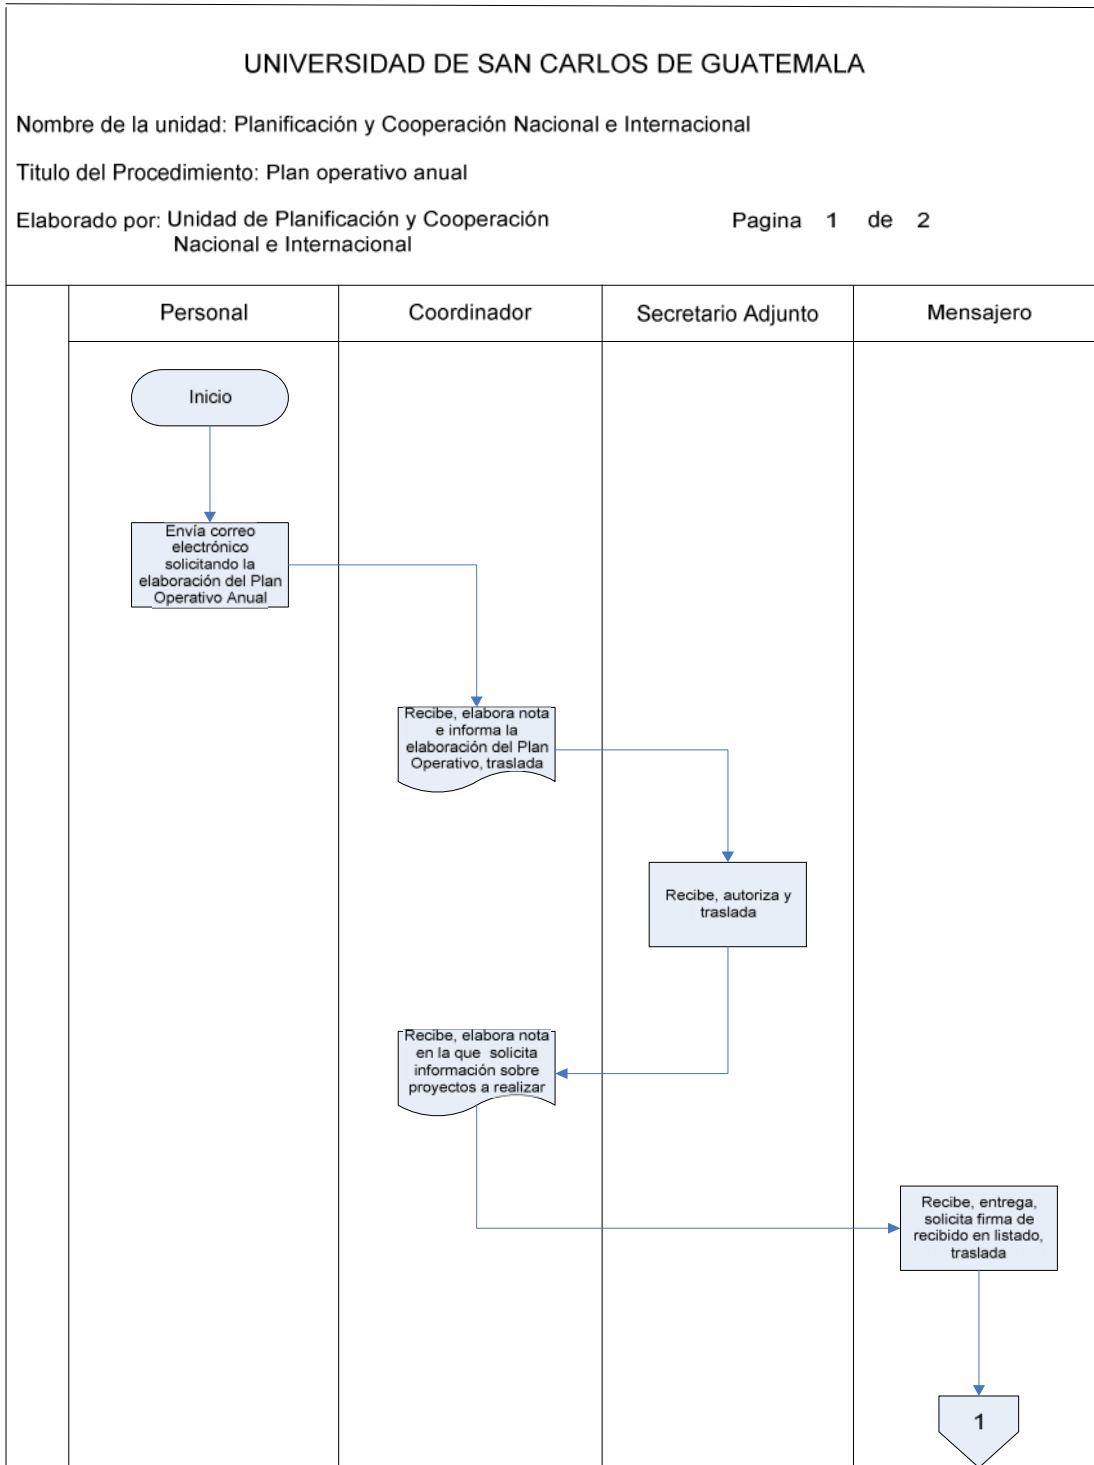 UNIVERSIDAD DE SAN CARLOS DE GUATEMALA
Nombre de la unidad: Planificación y Cooperación Nacional e Internacional
Titulo del Procedimiento: Plan operativo anual
Elaborado por: Unidad de Planificación y Cooperación
Nacional e Internacional
Pagina 1 de 2
Personal
Coordinador
Secretario Adjunto
Mensajero
Inicio
Envía correo
electrónico
solicitando la
elaboración del Plan
Operativo Anual
Recibe, elabora nota
e informa la
elaboración del Plan
Operativo, traslada
Recibe, autoriza y
traslada
Recibe, elabora nota
en la que solicita
información sobre
proyectos a realizar
Recibe, entrega,
solicita firma de
recibido en listado,
traslada
1